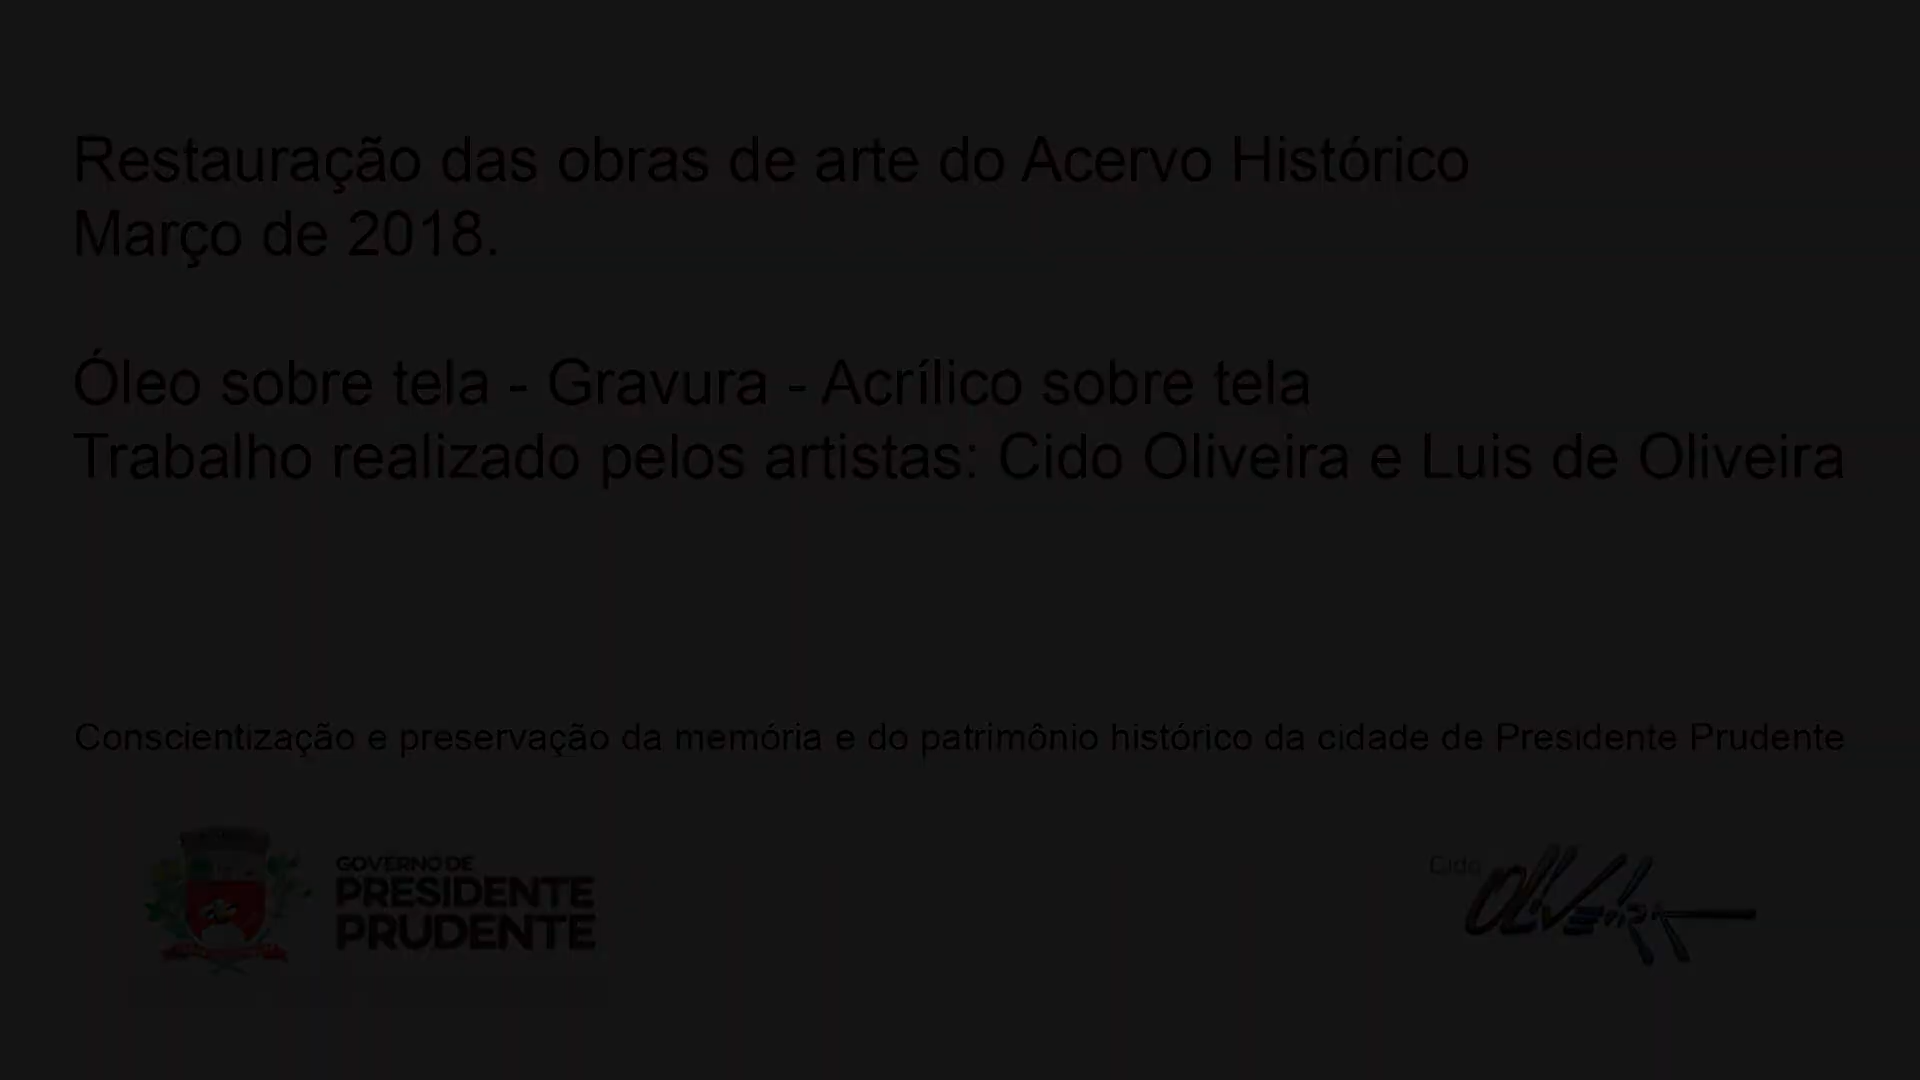 Restauração das obras de arte do Acervo Histórico
Março de 2018.
Óleo sobre tela - Gravura - Acrílico sobre tela
Trabalho realizado pelos artistas: Cido Oliveira e Luis de Oliveira
Conscientização e preservação da memória e do patrimônio histórico da cidade de Presidente Prudente
GOVERNO DE
PRESIDENTE
PRUDENTE
Cido
OLIVEIRA